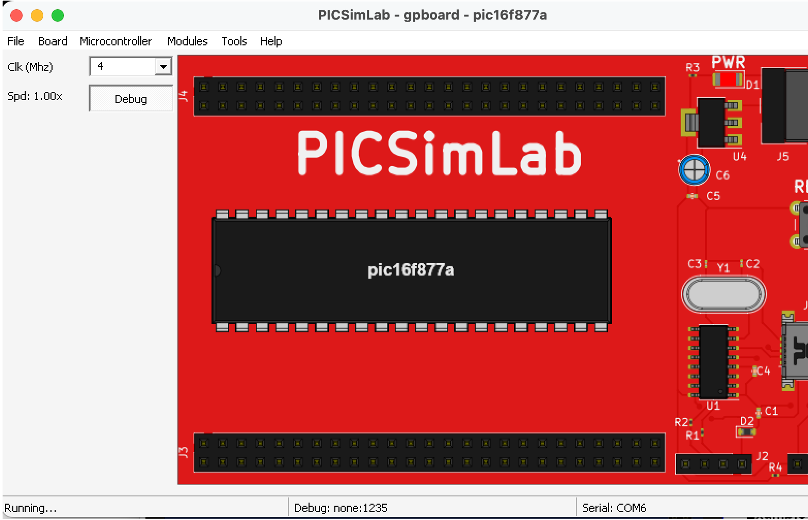 PICSimLab - gpboard - pic16f877a
File Board Microcontroller Modules Tools Help
Clk (Mhz) 4
Spd: 1.00x Debug
R3 PWR
D1
J4
U4 J5
PICSimLab
C6
C5
C3 Y1 C2
pic16f877a
C4
U1
C1
R2 D2
R1
J3
J2
R4
Running... Debug: none:1235 Serial: COM6